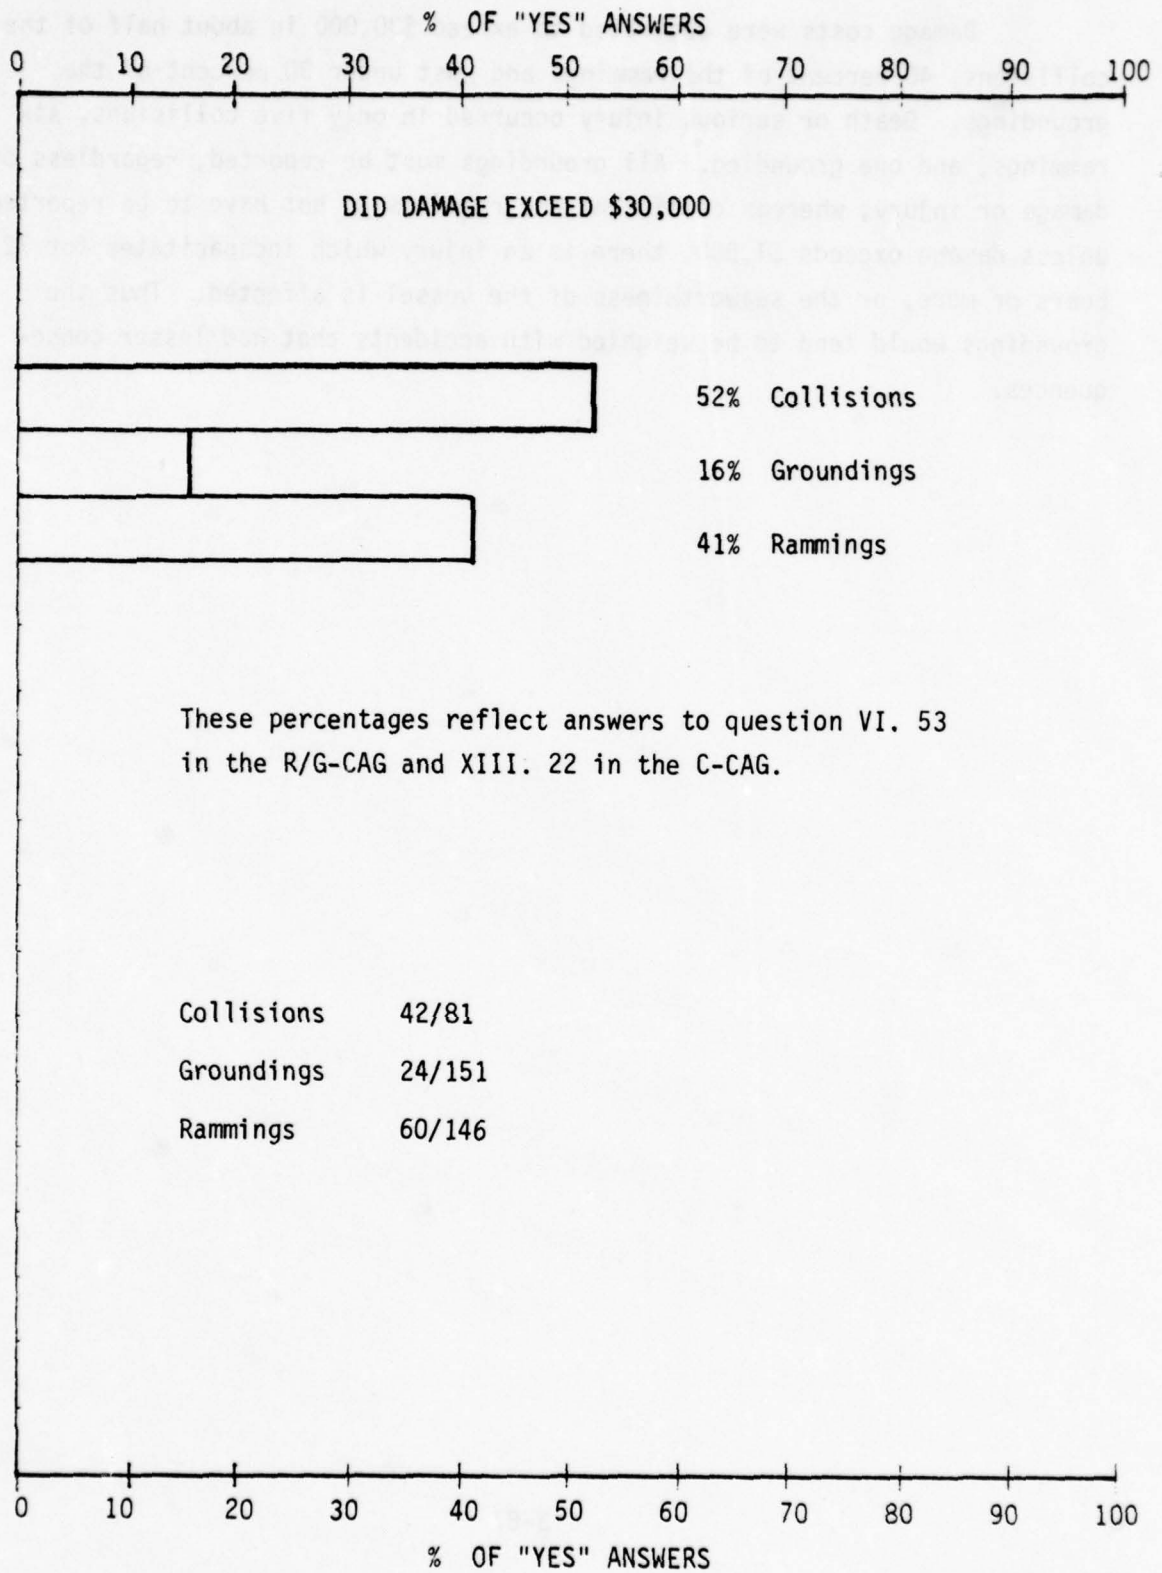 % OF "YES" ANSWERS
0 10 20 30 40 50 60 70 80 90 100
DID DAMAGE EXCEED $30,000
52% Collisions
16% Groundings
41% Rammings
These percentages reflect answers to question VI. 53
in the R/G-CAG and XIII. 22 in the C-CAG.
Collisions 42/81
Groundings 24/151
Rammings 60/146
0 10 20 30 40 50 60 70 80 90 100
% OF "YES" ANSWERS